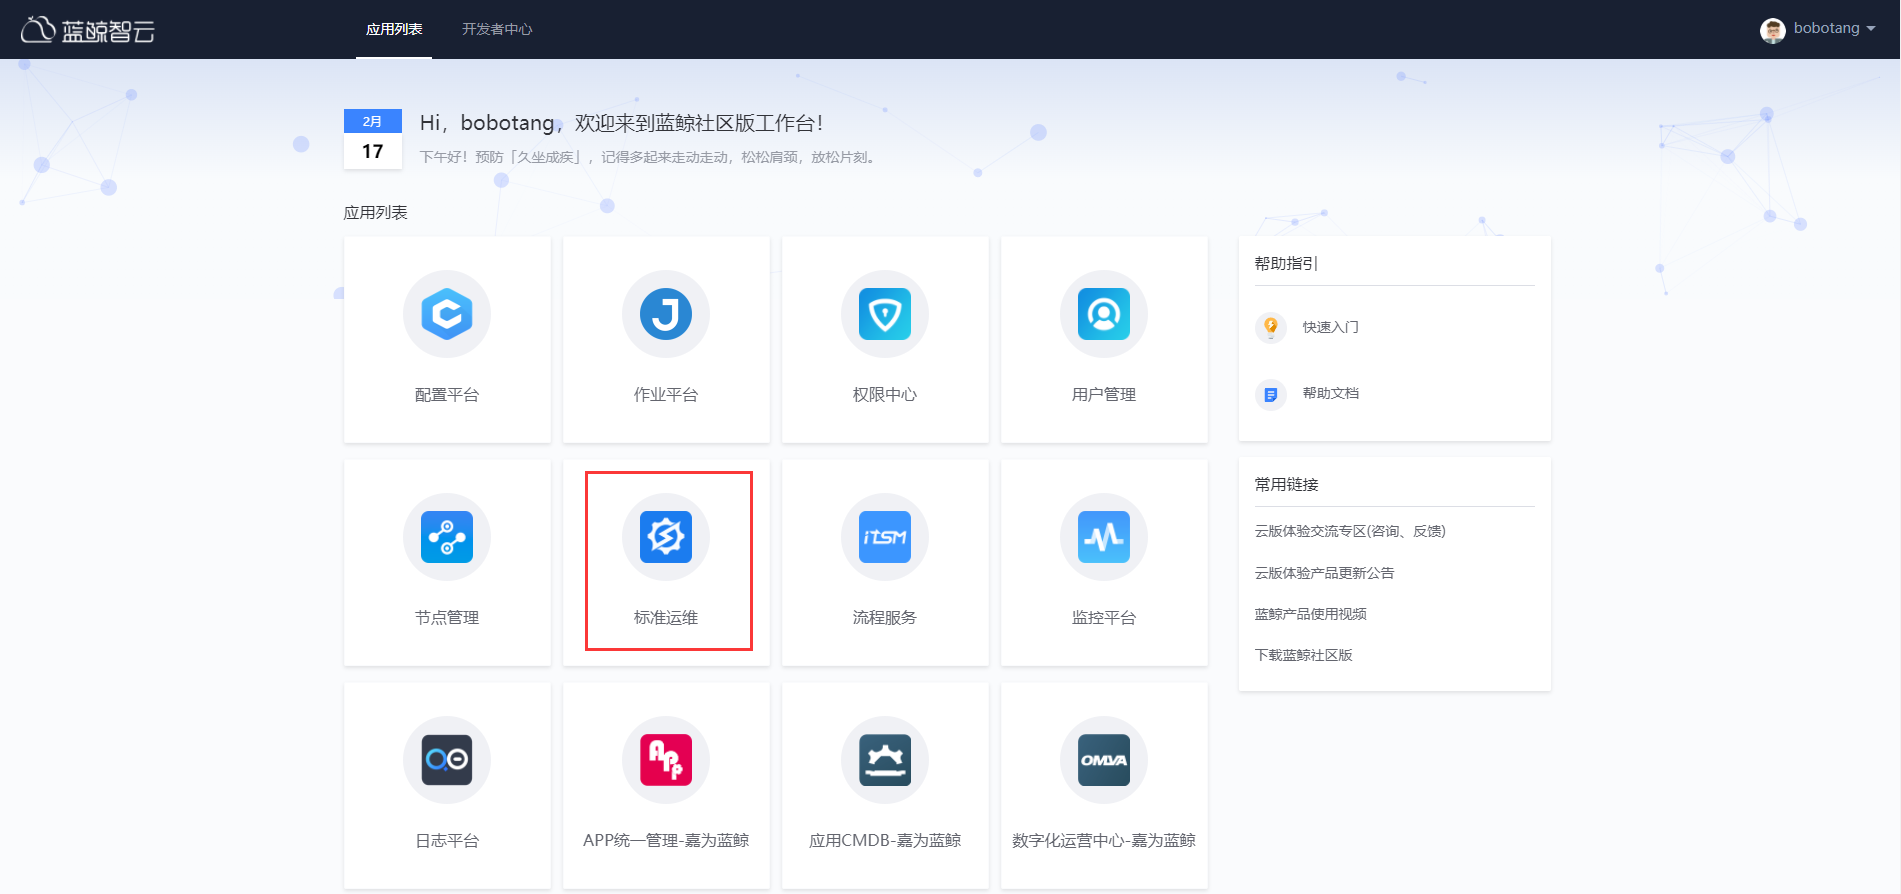 蓝鲸智云
应用列表
开发者中心
bobotang
2月
17
Hi，bobotang，欢迎来到蓝鲸社区版工作台！
下午好！预防「久坐成疾」，记得多起来走动走动，松松肩颈，放松片刻。
应用列表
C
配置平台
J
作业平台
权限中心
用户管理
节点管理
标准运维
iTSM
流程服务
监控平台
日志平台
APP
APP统一管理-嘉为蓝鲸
应用CMDB-嘉为蓝鲸
OMVA
数字化运营中心-嘉为蓝鲸
帮助指引
快速入门
帮助文档
常用链接
云版体验交流专区(咨询、反馈)
云版体验产品更新公告
蓝鲸产品使用视频
下载蓝鲸社区版